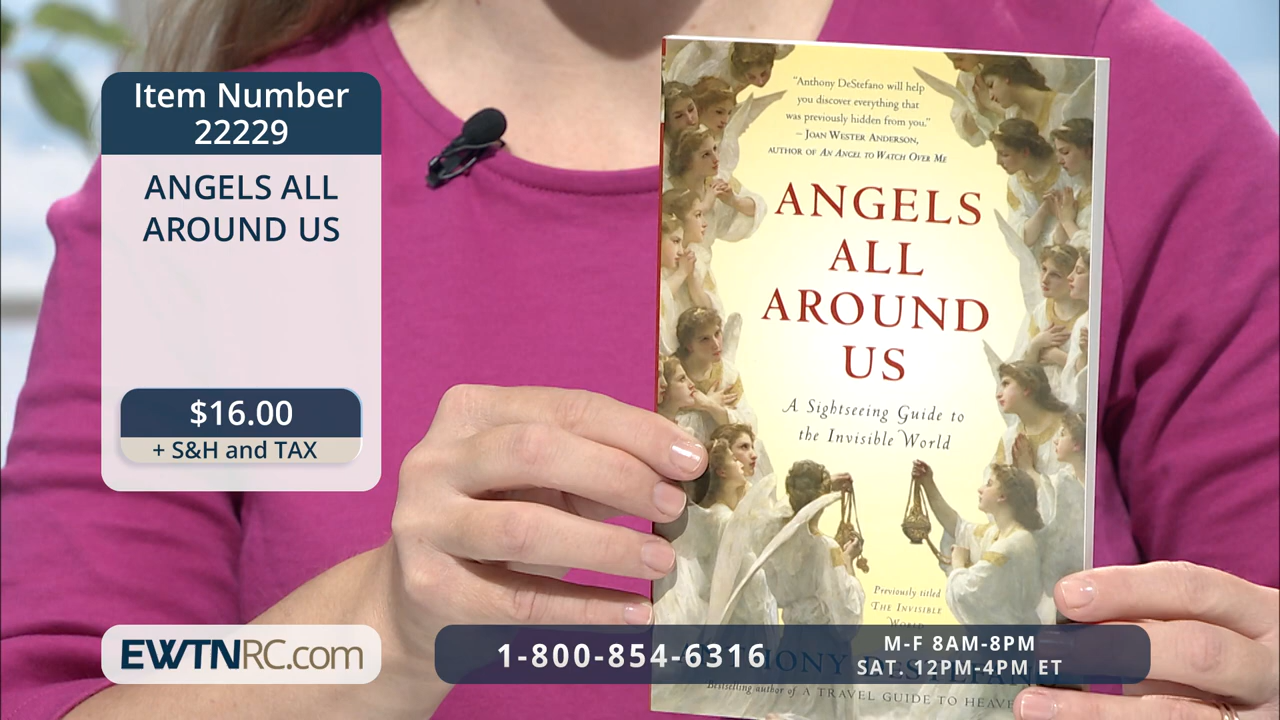 Item Number
22229
ANGELS ALL
AROUND US
$16.00
+ S&H and TAX
"Anthony DeStefano will help
you discover everything that
was previously hidden from you."
– JOAN WESTER ANDERSON,
AUTHOR OF AN ANGEL TO WATCH OVER ME
ANGELS
ALL
AROUND
US
A Sightseeing Guide to
the Invisible World
Previously titled
THE INVISIBLE
WORLD
Bestselling author of A TRAVEL GUIDE TO HEAVE
EWTNRC.com
1-800-854-6316
M-F 8AM-8PM
SAT. 12PM-4PM ET